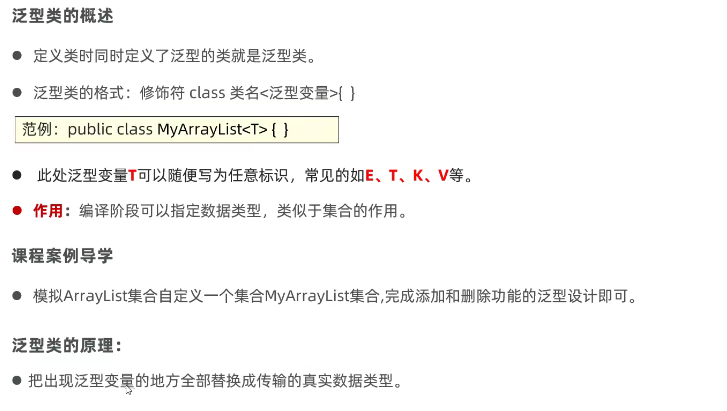 泛型类的概述
● 定义类时同时定义了泛型的类就是泛型类。
● 泛型类的格式：修饰符 class 类名<泛型变量>{ }
范例：public class MyArrayList<T> { }
● 此处泛型变量T可以随便写为任意标识，常见的如E、T、K、V等。
● 作用：编译阶段可以指定数据类型，类似于集合的作用。
课程案例导学
● 模拟ArrayList集合自定义一个集合MyArrayList集合,完成添加和删除功能的泛型设计即可。
泛型类的原理：
● 把出现泛型变量的地方全部替换成传输的真实数据类型。